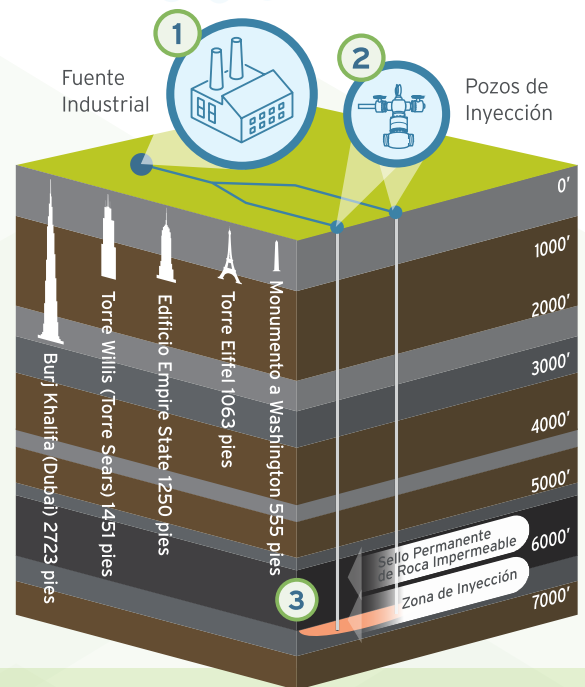 1
Fuente
Industrial
2
Pozos de
Inyección
0'
1000'
2000'
3000'
4000'
5000'
6000'
7000'
Burj Khalifa (Dubai) 2723 pies
Torre Willis (Torre Sears) 1451 pies
Edificio Empire State 1250 pies
Torre Eiffel 1063 pies
Monumento a Washington 555 pies
Sello Permanente
de Roca Impermeable
3
Zona de Inyección